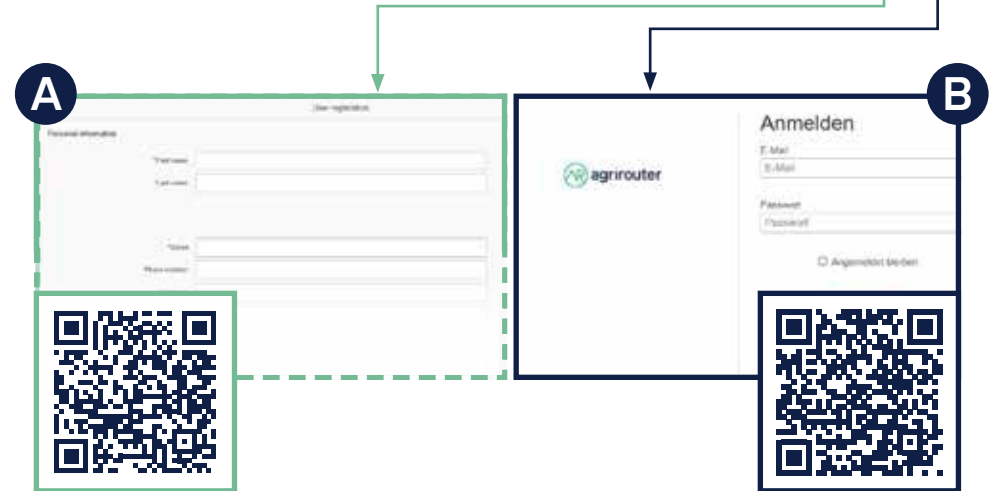 A
User registration
Personal information
*First name
*Last name
*Email
Phone number
B
agrirouter
Anmelden
E-Mail
E-Mail
Passwort
Passwort
Angemeldet bleiben